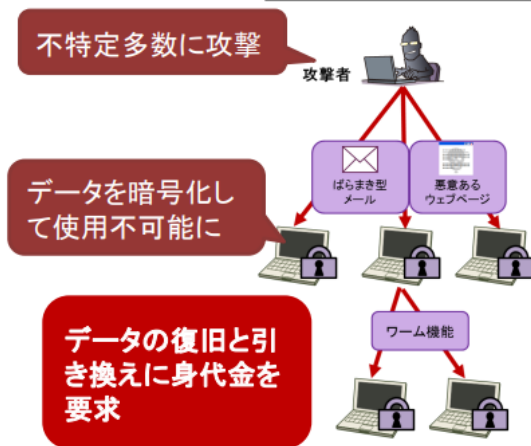 不特定多数に攻撃
攻撃者
ばらまき型
メール
悪意ある
ウェブページ
データを暗号化し
て使用不可能に
ワーム機能
データの復旧と引
き換えに身代金を
要求